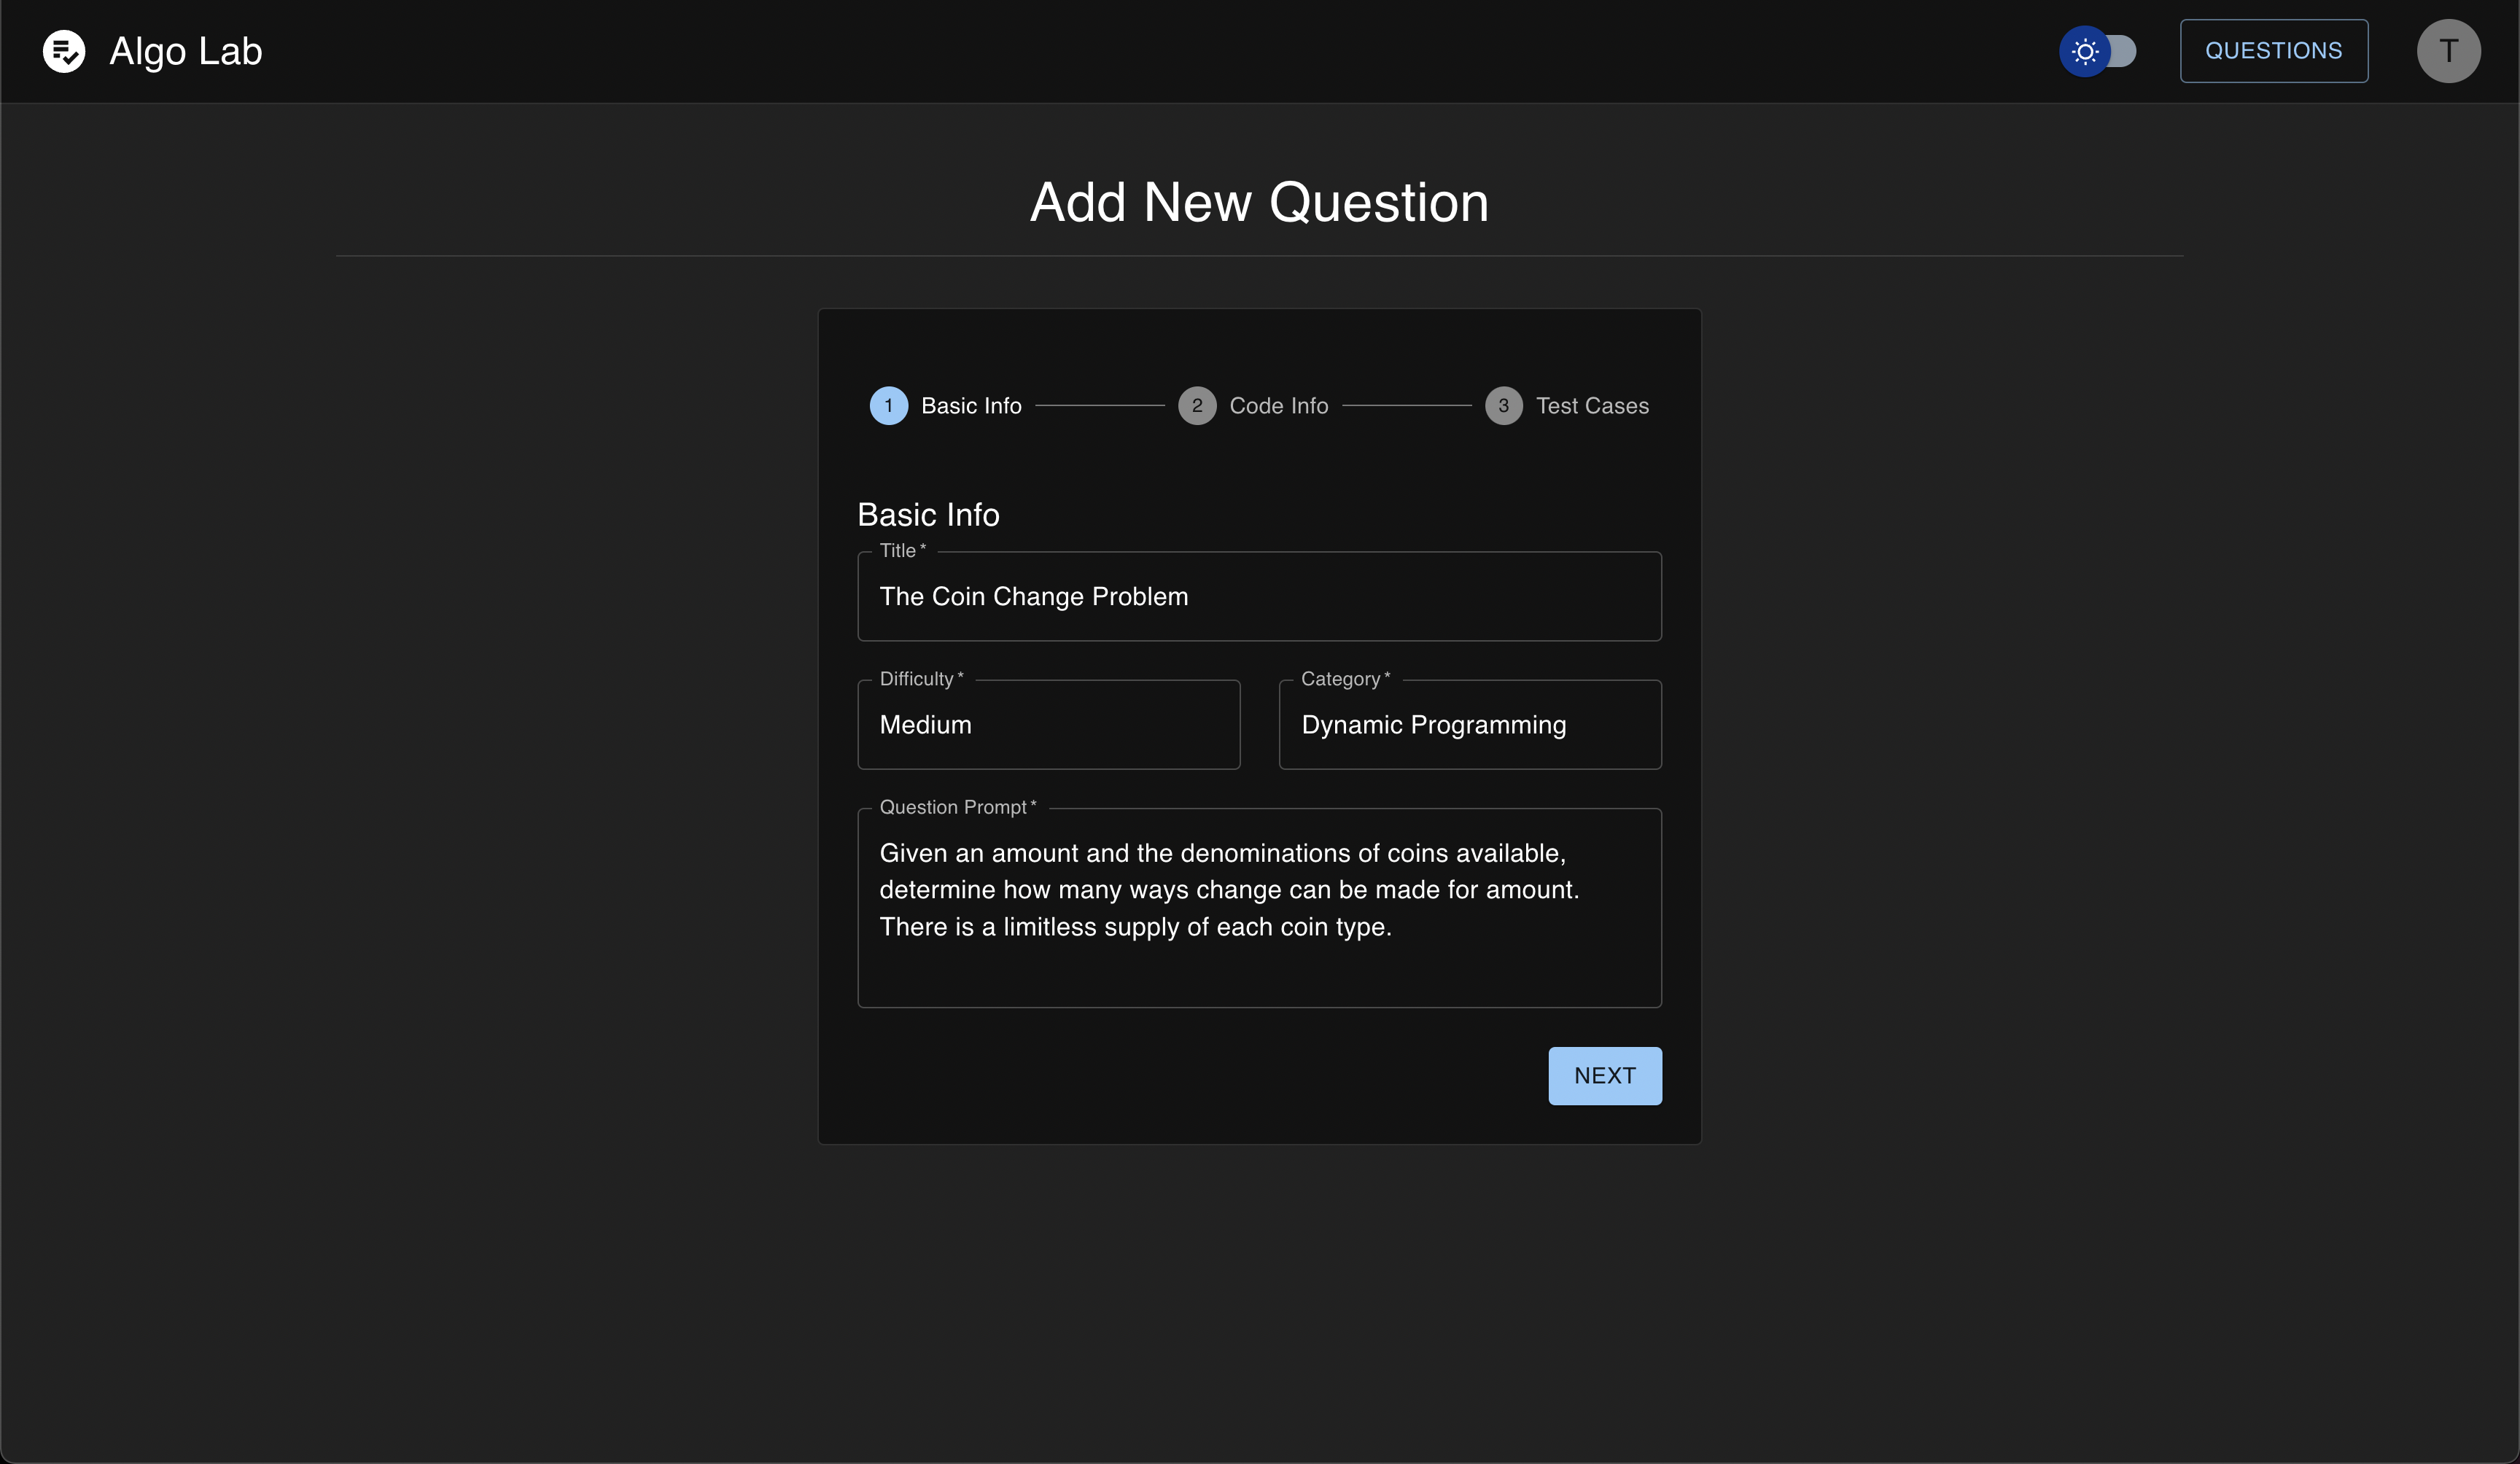 Algo Lab
QUESTIONS
T
Add New Question
1 Basic Info
2 Code Info
3 Test Cases
Basic Info
Title *
The Coin Change Problem
Difficulty *
Category *
Medium
Dynamic Programming
Question Prompt *
Given an amount and the denominations of coins available,
determine how many ways change can be made for amount.
There is a limitless supply of each coin type.
NEXT